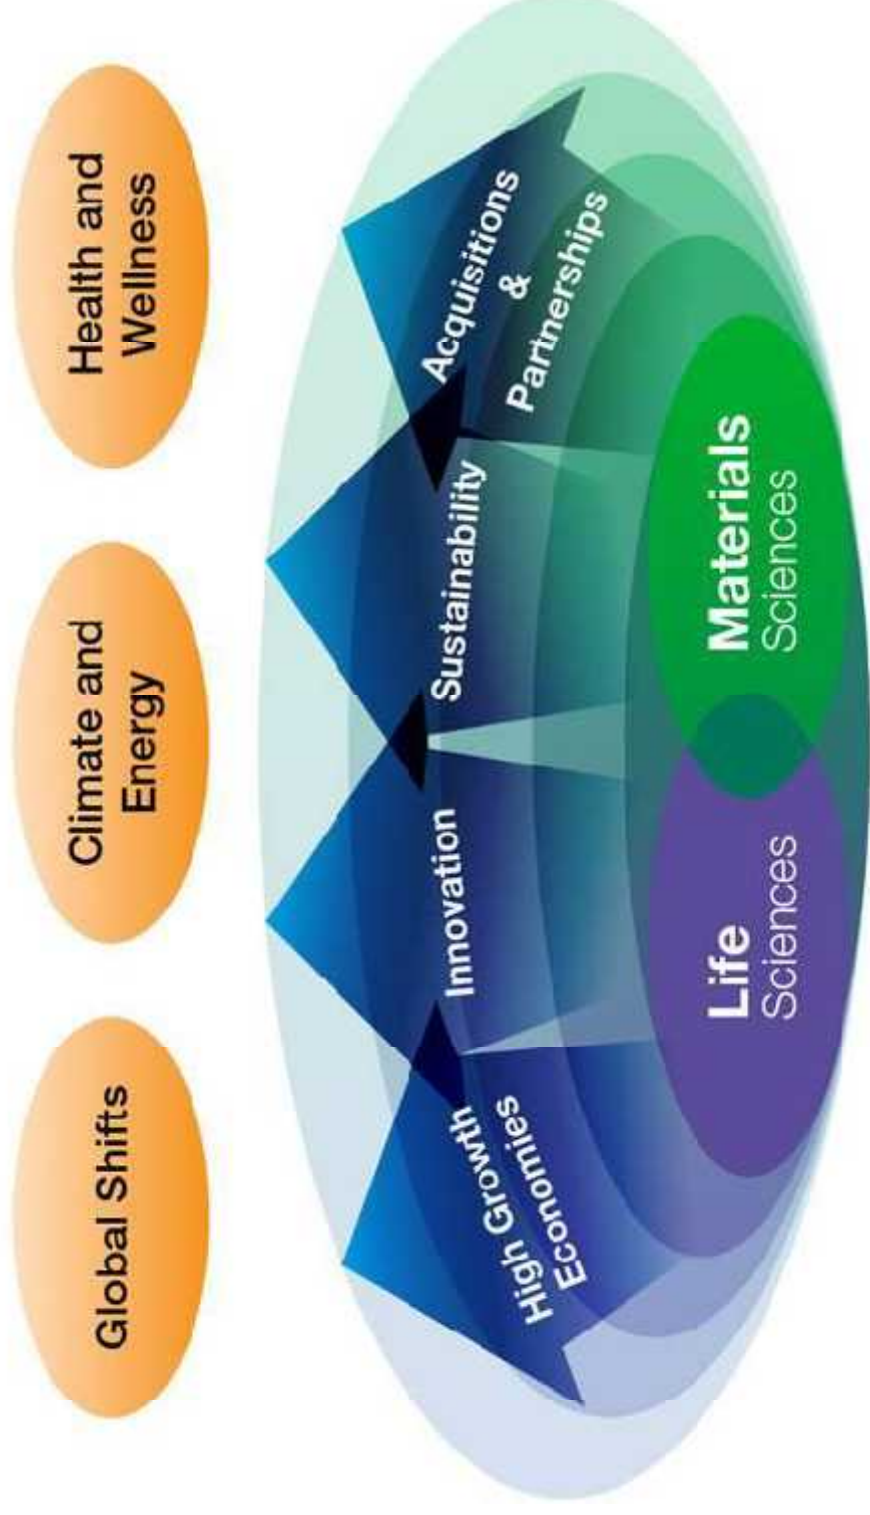 Global Shifts
Climate and
Energy
Health and
Wellness
High Growth
Economies
Innovation
Sustainability
Acquisitions
&
Partnerships
Life
Sciences
Materials
Sciences